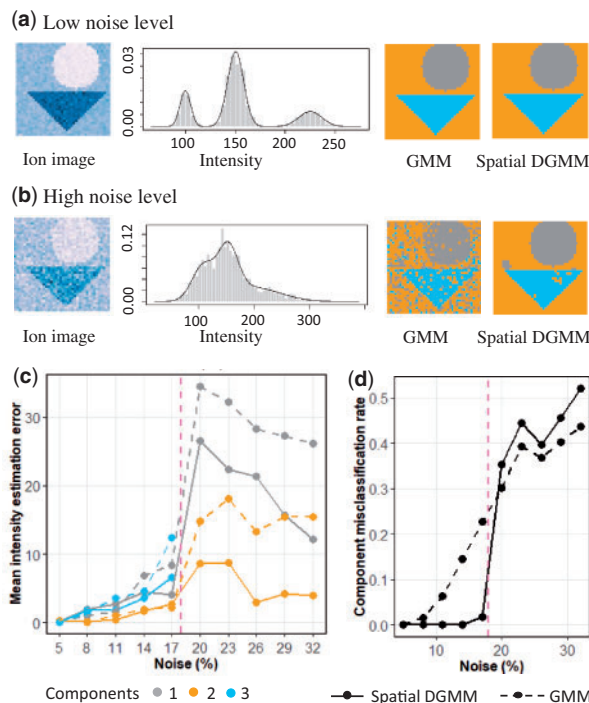 (a) Low noise level
0.03
0.00
100 150 200 250
Ion image
Intensity
GMM
Spatial DGMM
(b) High noise level
0.12
0.00
100 200 300
Ion image
Intensity
GMM
Spatial DGMM
(c)
Mean intensity estimation error
30
20
10
0
5 8 11 14 17 20 23 26 29 32
Noise (%)
(d)
Component misclassification rate
0.5
0.4
0.3
0.2
0.1
0.0
10 20 30
Noise (%)
Components 1 2 3
Spatial DGMM GMM